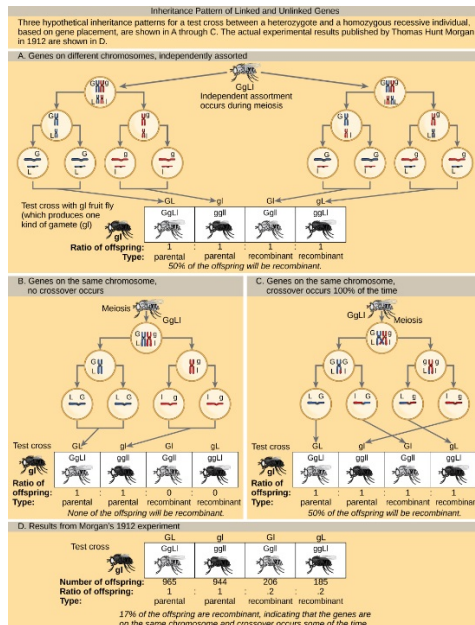 Inheritance Pattern of Linked and Unlinked Genes
Three hypothetical inheritance patterns for a test cross between a heterozygote and a homozygous recessive individual,
based on gene placement, are shown in A through C. The actual experimental results published by Thomas Hunt Morgan
in 1912 are shown in D.
A. Genes on different chromosomes, independently assorted
GgLl
Independent assortment
occurs during meiosis
Test cross with gl fruit fly
(which produces one
kind of gamete (gl)
GL gl Gl gL
GgLl ggll Ggll ggLl
gl
Ratio of offspring: 1 : 1 : 1 : 1
Type: parental parental recombinant recombinant
50% of the offspring will be recombinant.
B. Genes on the same chromosome,
no crossover occurs
Meiosis
GgLl
L G L G l g l g
Test cross
GL gl Gl gL
GgLl ggll Ggll ggLl
gl
Ratio of
offspring: 1 : 1 : 0 : 0
Type: parental parental recombinant recombinant
None of the offspring will be recombinant.
C. Genes on the same chromosome,
crossover occurs 100% of the time
GgLl
Meiosis
L G l G L g l g
Test cross
GL gl Gl gL
GgLl ggll Ggll ggLl
gl
Ratio of
offspring: 1 : 1 : 1 : 1
Type: parental parental recombinant recombinant
50% of the offspring will be recombinant.
D. Results from Morgan's 1912 experiment
Test cross
GL gl Gl gL
GgLl ggll Ggll ggLl
gl
Number of offspring: 965 944 206 185
Ratio of offspring: 1 : 1 : .2 : .2
Type: parental parental recombinant recombinant
17% of the offspring are recombinant, indicating that the genes are
on the same chromosome and crossover occurs some of the time.